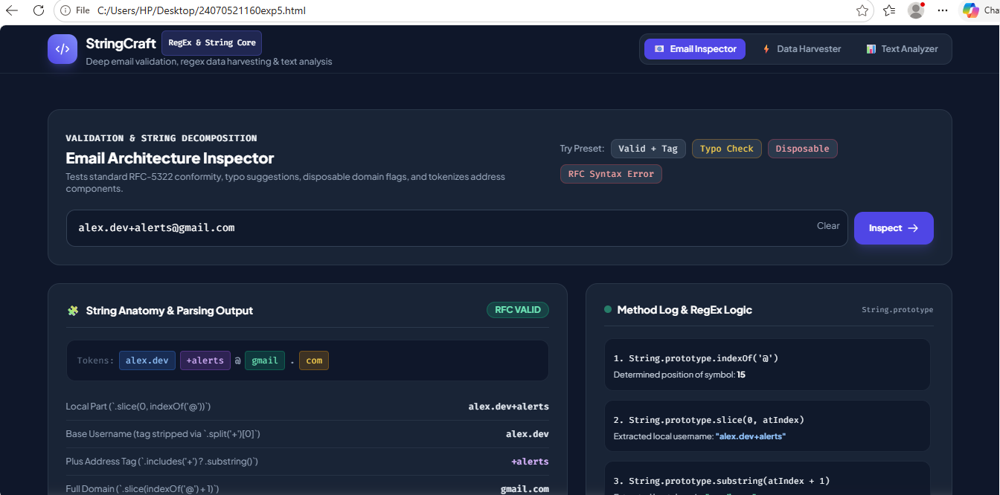 File C:/Users/HP/Desktop/24070521160exp5.html
Cha
</> StringCraft RegEx & String Core
Deep email validation, regex data harvesting & text analysis
Email Inspector Data Harvester Text Analyzer
VALIDATION & STRING DECOMPOSITION
Email Architecture Inspector
Tests standard RFC-5322 conformity, typo suggestions, disposable domain flags, and tokenizes address
components.
Try Preset: Valid + Tag Typo Check Disposable
RFC Syntax Error
alex.dev+alerts@gmail.com Clear Inspect →
String Anatomy & Parsing Output RFC VALID
Tokens: alex.dev +alerts @ gmail . com
Local Part (`.slice(0, indexOf('@'))`) alex.dev+alerts
Base Username (tag stripped via `.split('+')[0]`) alex.dev
Plus Address Tag (`.includes('+') ? .substring()`) +alerts
Full Domain (`.slice(indexOf('@') + 1)`) gmail.com
Method Log & RegEx Logic String.prototype
1. String.prototype.indexOf('@')
Determined position of symbol: 15
2. String.prototype.slice(0, atIndex)
Extracted local username: "alex.dev+alerts"
3. String.prototype.substring(atIndex + 1)